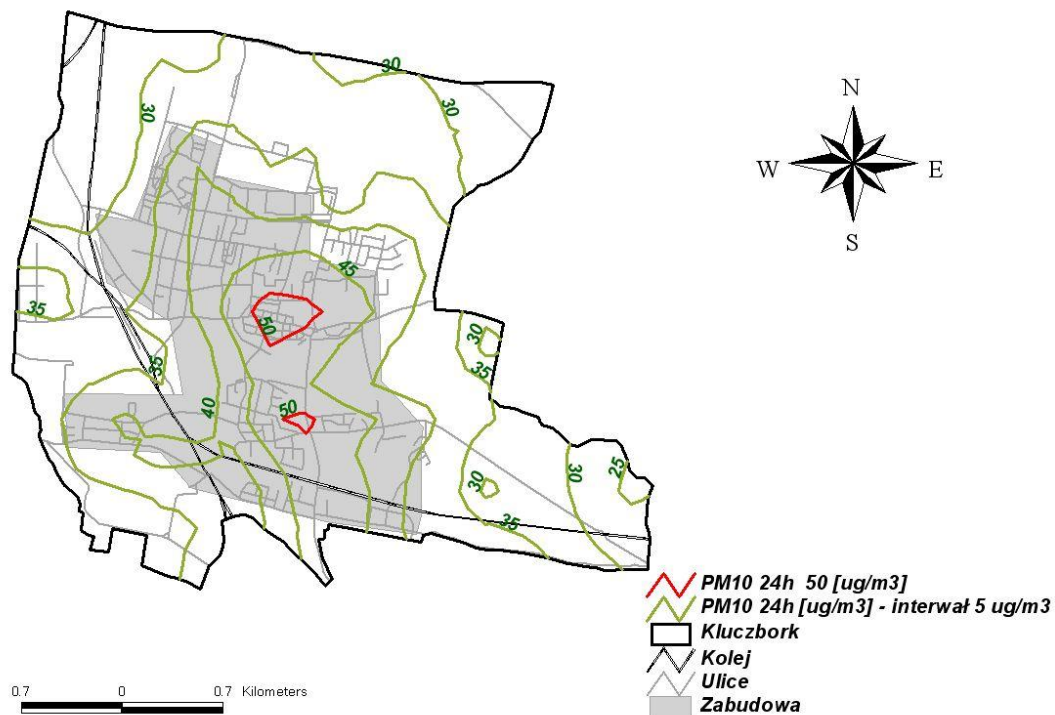 30
30
30
N
W E
S
45
35
50
30
35
35
40
50
30
25
30
35
PM10 24h 50 [ug/m3]
PM10 24h [ug/m3] - interwał 5 ug/m3
Kluczbork
Kolej
Ulice
Zabudowa
0.7 0 0.7 Kilometers